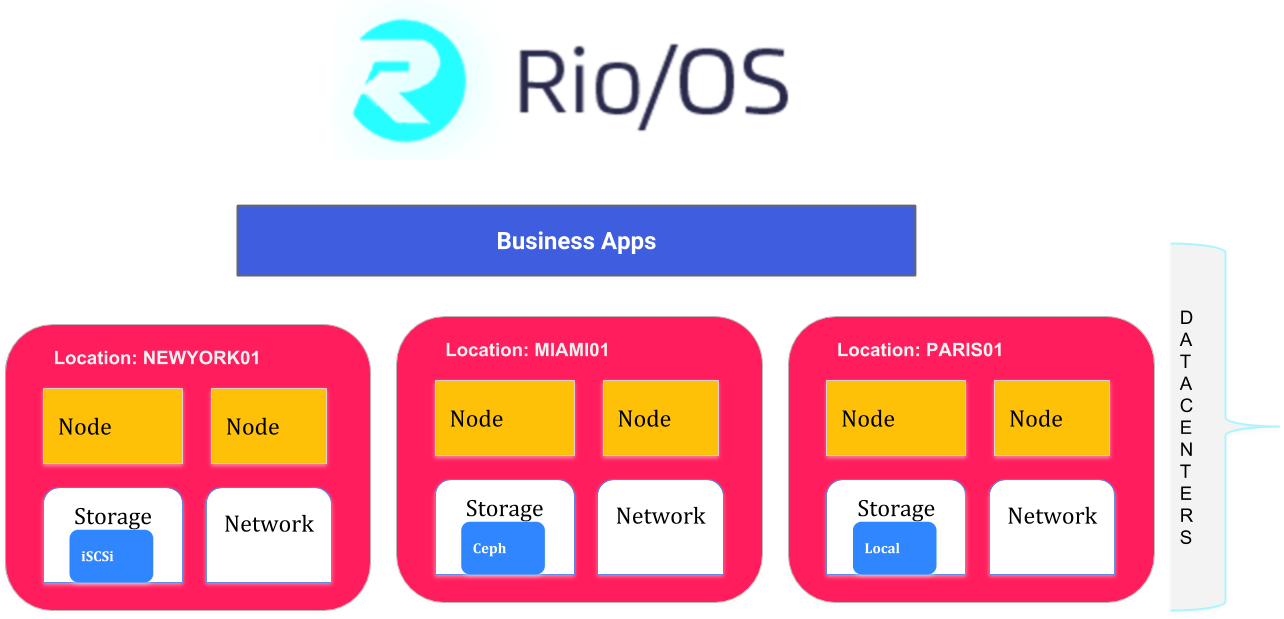 Rio/OS
Business Apps
Location: NEWYORK01
Node
Node
Storage
iSCSi
Network
Location: MIAMI01
Node
Node
Storage
Ceph
Network
Location: PARIS01
Node
Node
Storage
Local
Network
DATACENTERS